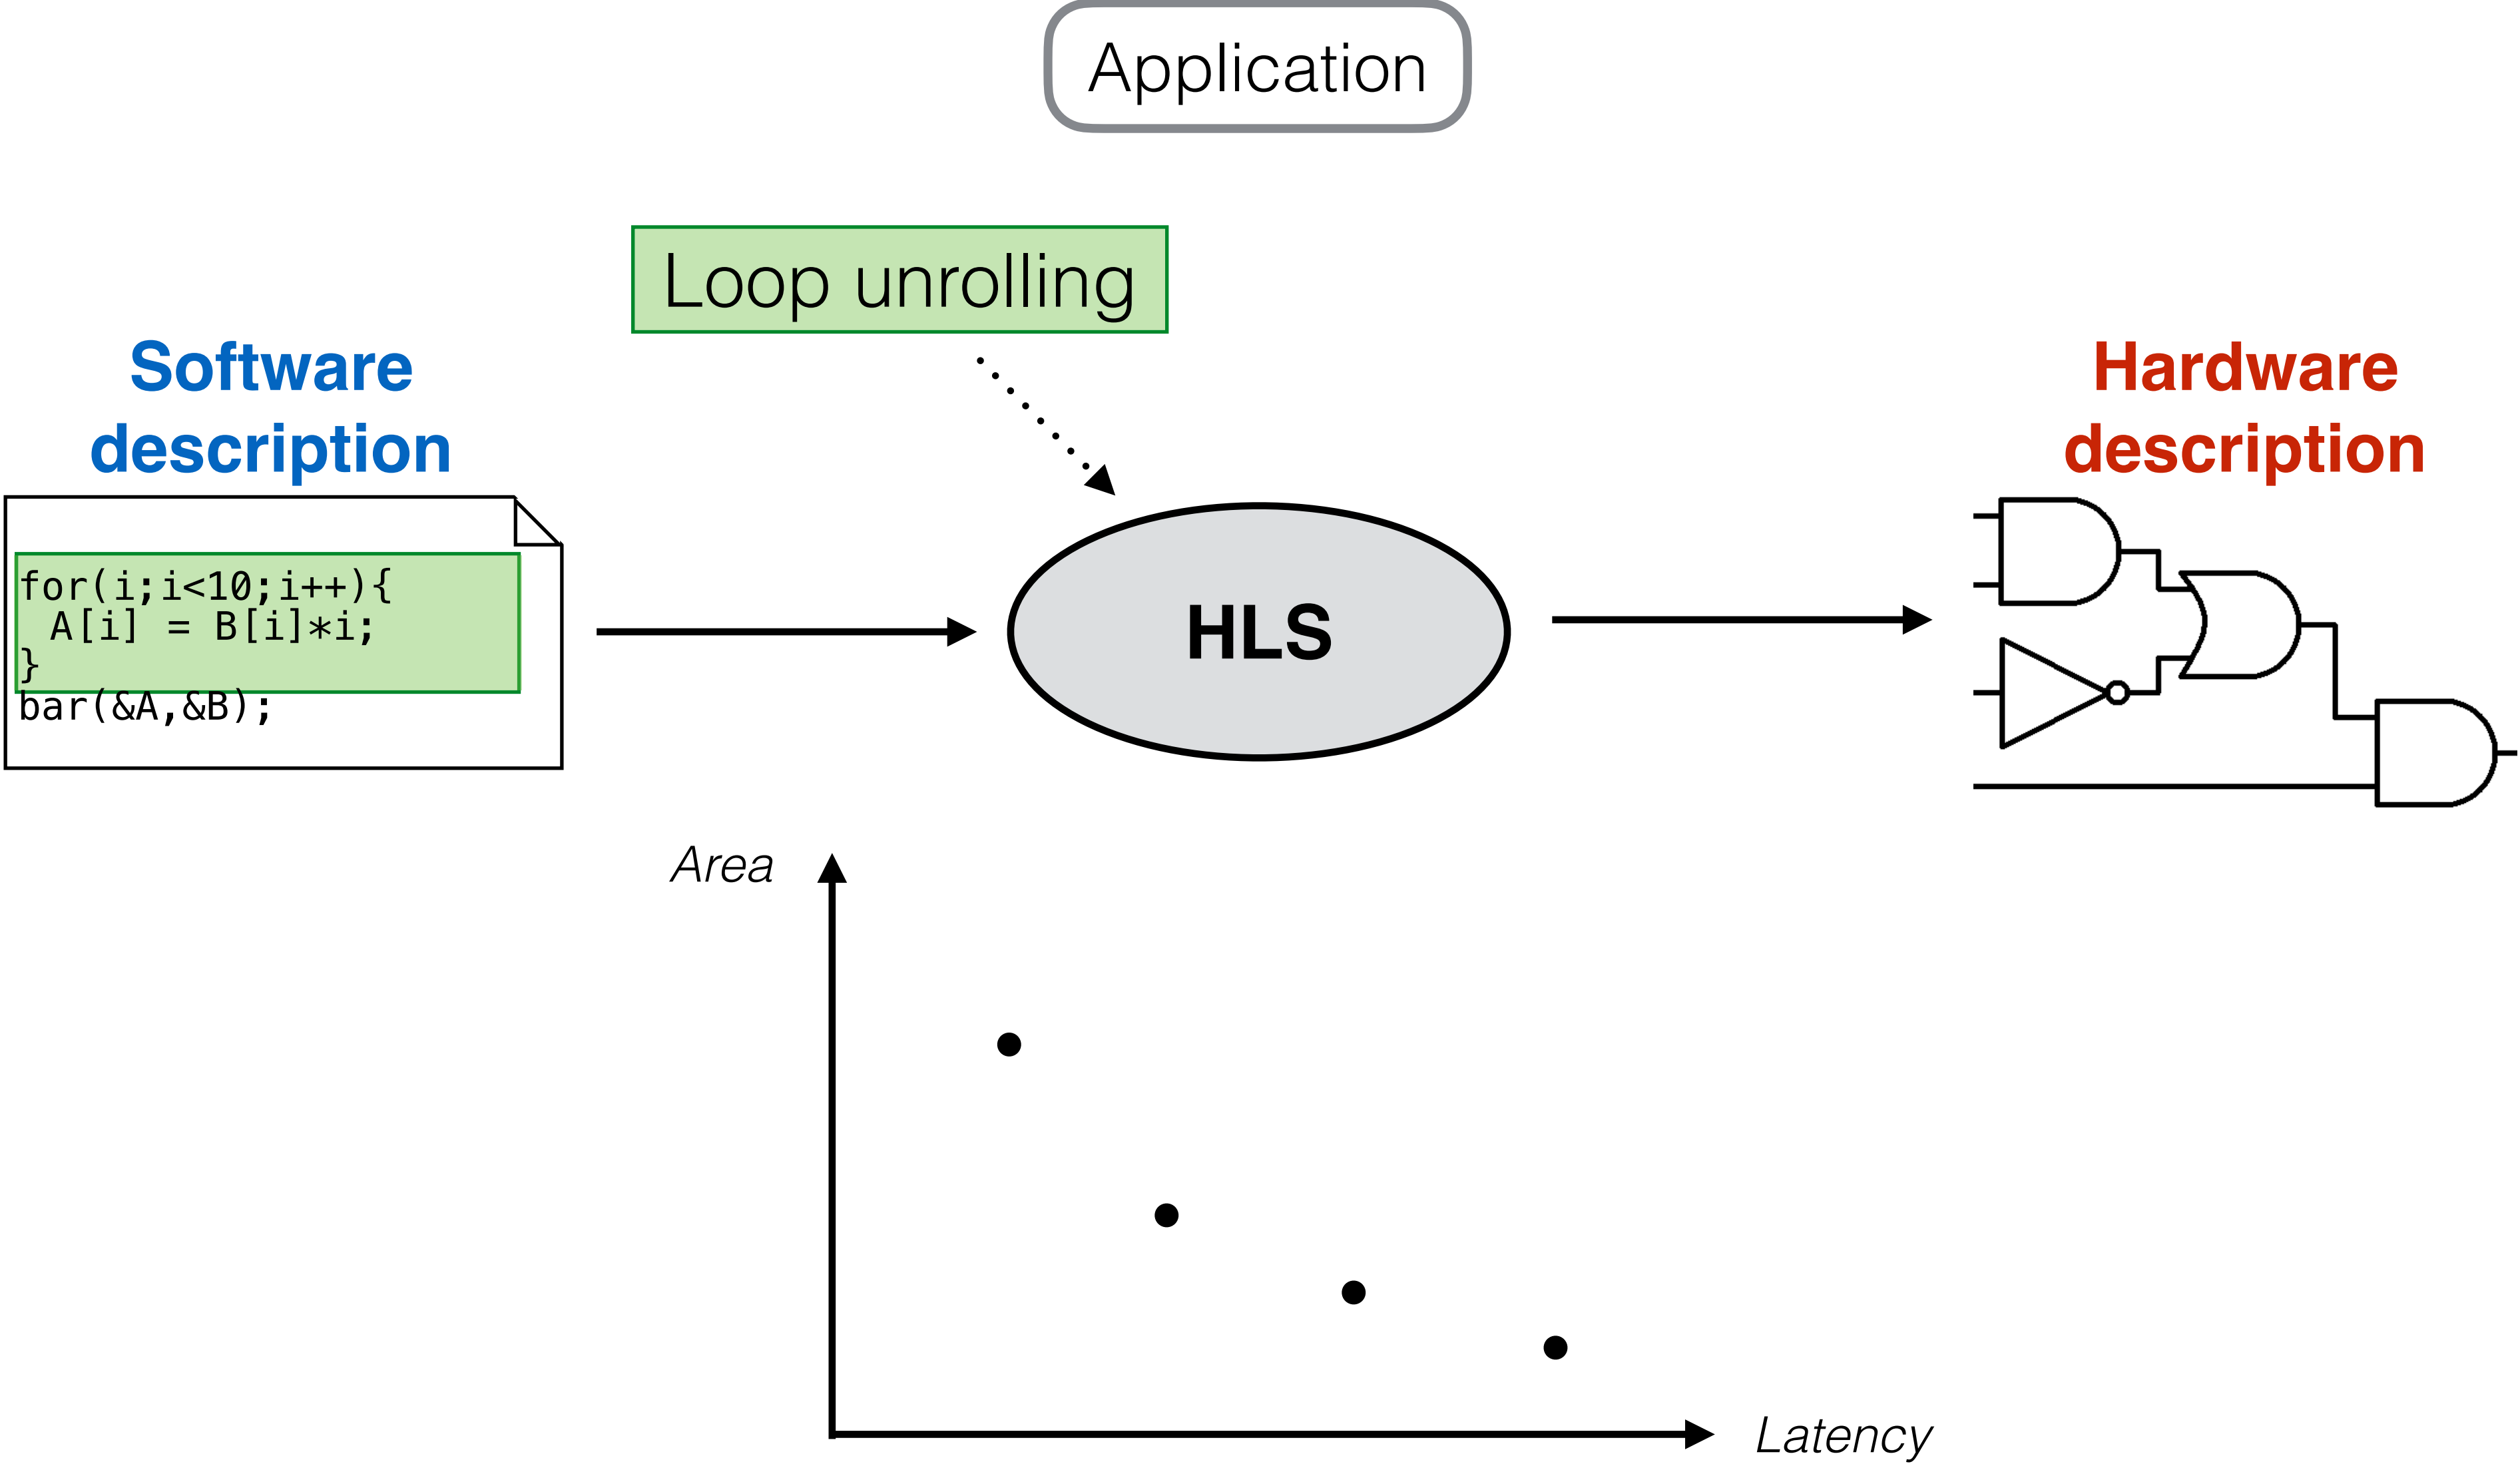 Application
Loop unrolling
Software
description
Hardware
description
for(i;i<10;i++){
A[i] = B[i]*i;
}
bar(&A,&B);
HLS
Area
Latency